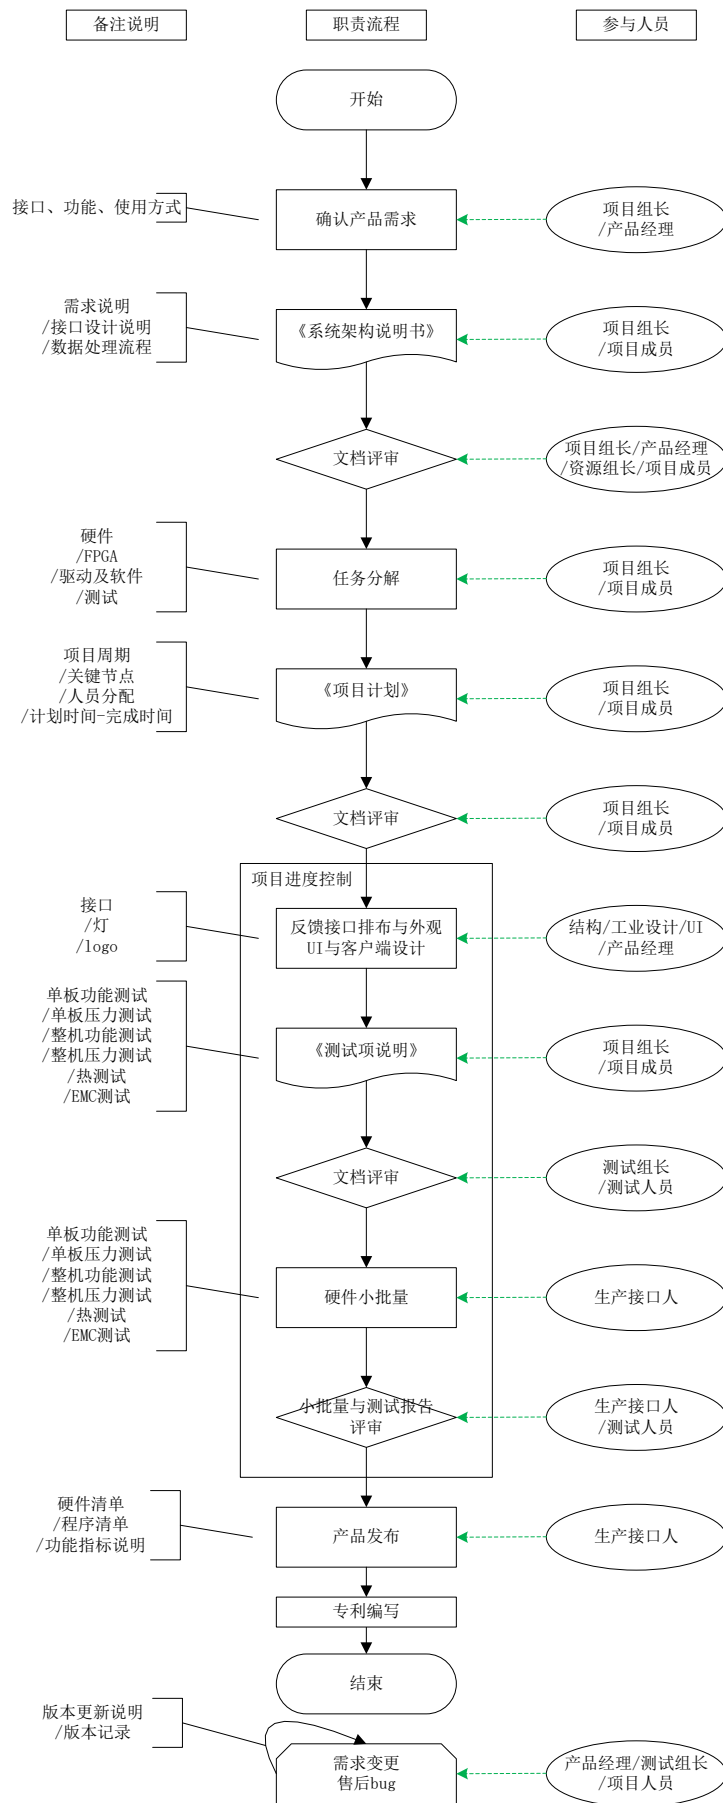 备注说明
职责流程
参与人员
开始
接口、功能、使用方式
确认产品需求
项目组长
/产品经理
需求说明
/接口设计说明
/数据处理流程
《系统架构说明书》
项目组长
/项目成员
文档评审
项目组长/产品经理
/资源组长/项目成员
硬件
/FPGA
/驱动及软件
/测试
任务分解
项目组长
/项目成员
项目周期
/关键节点
/人员分配
/计划时间-完成时间
《项目计划》
项目组长
/项目成员
文档评审
项目组长
/项目成员
项目进度控制
接口
/灯
/logo
反馈接口排布与外观
UI与客户端设计
结构/工业设计/UI
/产品经理
单板功能测试
/单板压力测试
/整机功能测试
/整机压力测试
/热测试
/EMC测试
《测试项说明》
项目组长
/项目成员
文档评审
测试组长
/测试人员
单板功能测试
/单板压力测试
/整机功能测试
/整机压力测试
/热测试
/EMC测试
硬件小批量
生产接口人
小批量与测试报告
评审
生产接口人
/测试人员
硬件清单
/程序清单
/功能指标说明
产品发布
生产接口人
专利编写
结束
版本更新说明
/版本记录
需求变更
售后bug
产品经理/测试组长
/项目人员